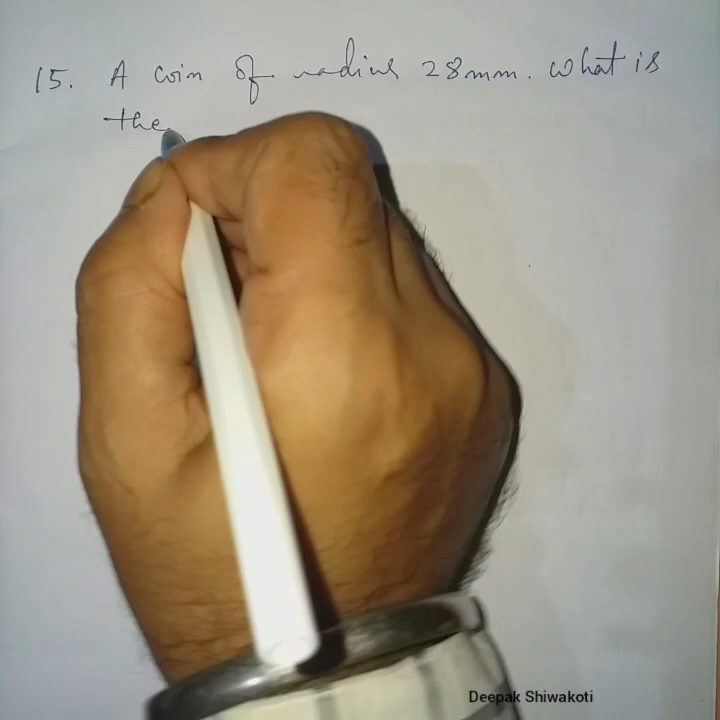 15. A coin of radius 28mm. What is
the
Deepak Shiwakoti